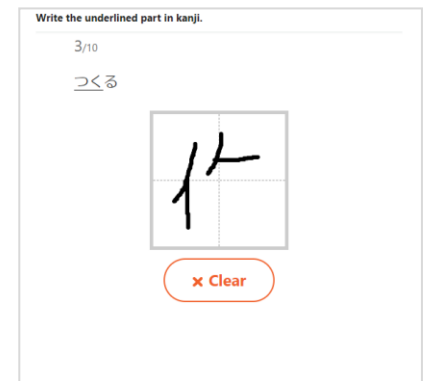 Write the underlined part in kanji.
3/10
つくる
× Clear